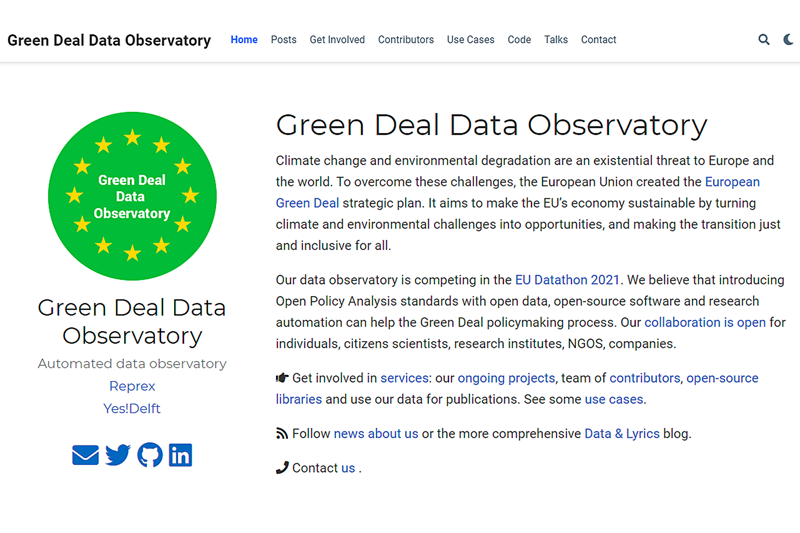 Green Deal Data Observatory
Home Posts Get Involved Contributors Use Cases Code Talks Contact
Green Deal
Data
Observatory
Green Deal Data
Observatory
Automated data observatory
Reprex
Yes!Delft
Green Deal Data Observatory
Climate change and environmental degradation are an existential threat to Europe and
the world. To overcome these challenges, the European Union created the European
Green Deal strategic plan. It aims to make the EU’s economy sustainable by turning
climate and environmental challenges into opportunities, and making the transition just
and inclusive for all.
Our data observatory is competing in the EU Datathon 2021. We believe that introducing
Open Policy Analysis standards with open data, open-source software and research
automation can help the Green Deal policymaking process. Our collaboration is open for
individuals, citizens scientists, research institutes, NGOS, companies.
Get involved in services: our ongoing projects, team of contributors, open-source
libraries and use our data for publications. See some use cases.
Follow news about us or the more comprehensive Data & Lyrics blog.
Contact us .